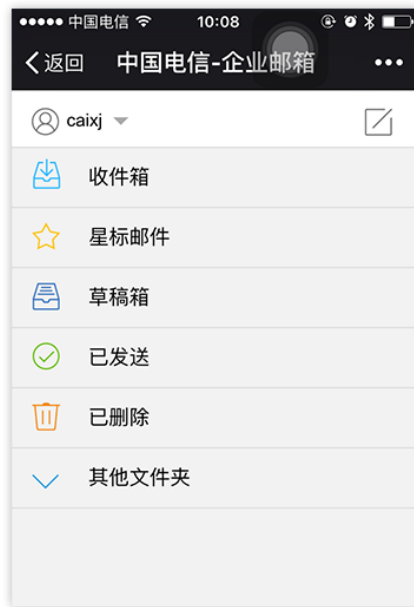 中国电信 10:08
返回 中国电信-企业邮箱
caixj
收件箱
星标邮件
草稿箱
已发送
已删除
其他文件夹